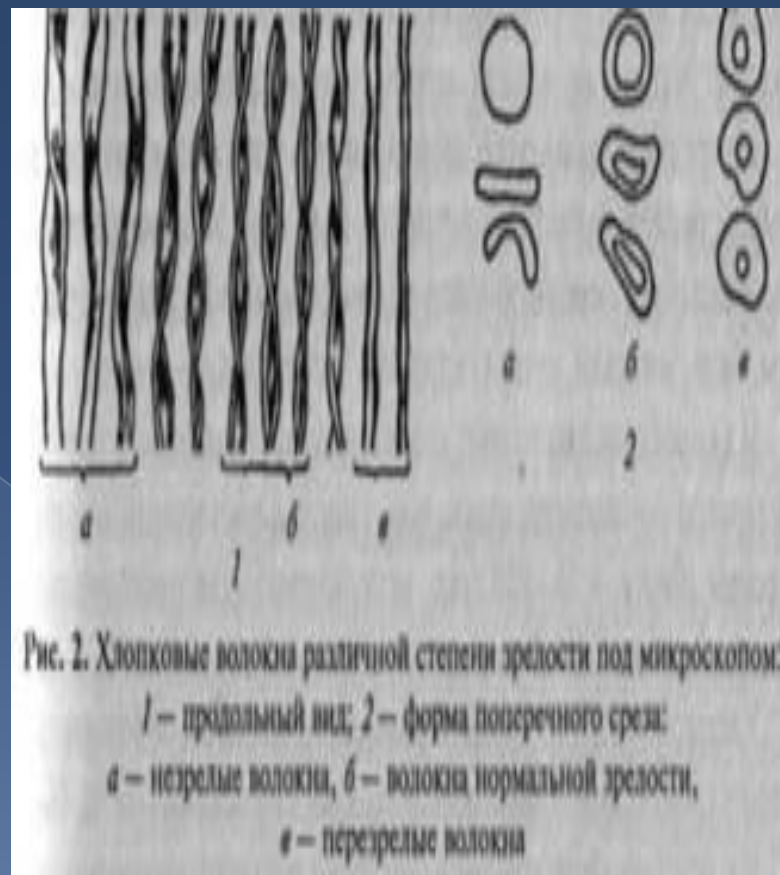 а б в
2
а б в
1
Рис. 2. Хлопковые волокна различной степени зрелости под микроскопом:
1 – продольный вид; 2 – форма поперечного среза:
а – незрелые волокна, б – волокна нормальной зрелости,
в – перезрелые волокна